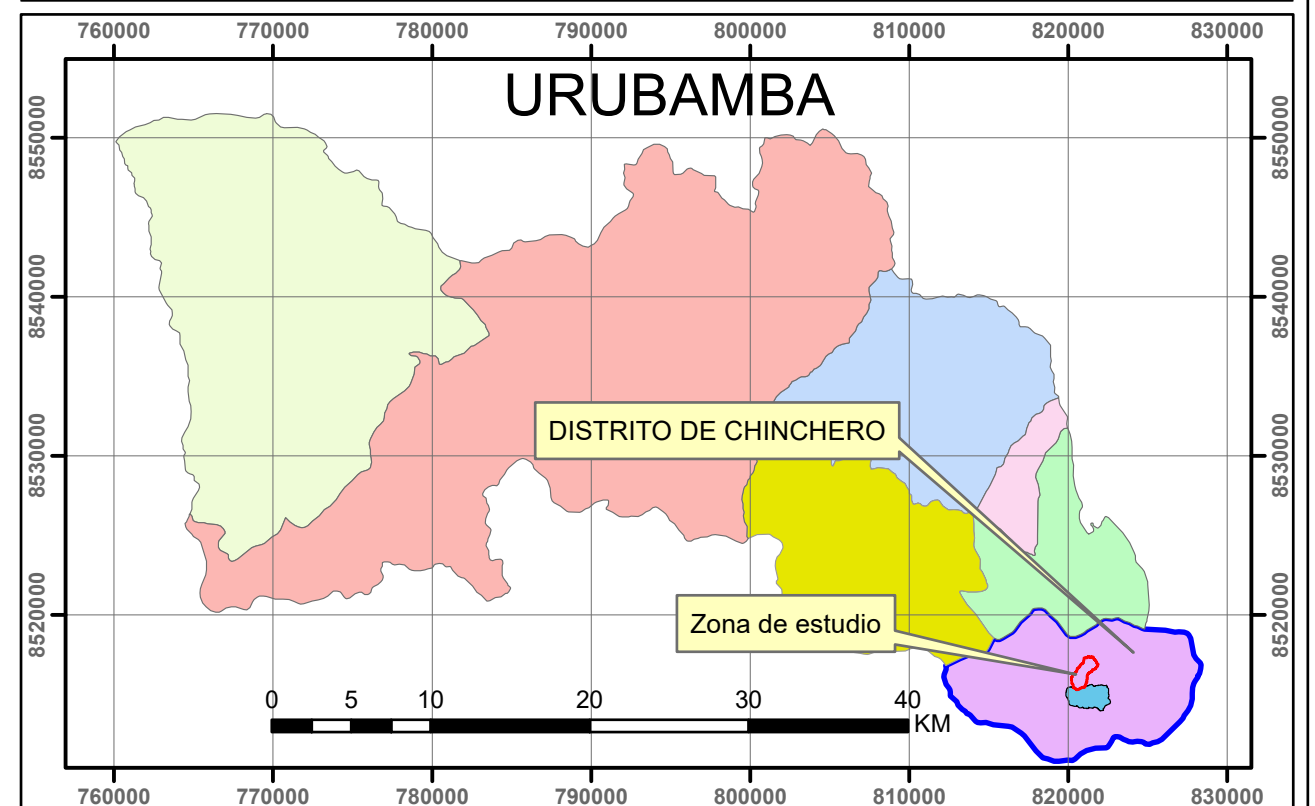 760000 770000 780000 790000 800000 810000 820000 830000
URUBAMBA
8550000 8550000
8540000 8540000
DISTRITO DE CHINCHERO
8530000 8530000
Zona de estudio
8520000 8520000
0 5 10 20 30 40
KM
760000 770000 780000 790000 800000 810000 820000 830000